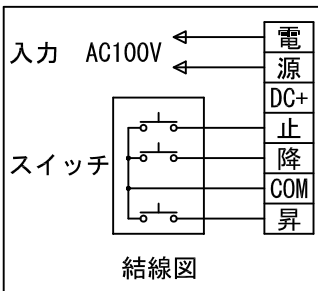 入力 AC100V
スイッチ
電
源
DC+
止
降
COM
昇
結線図